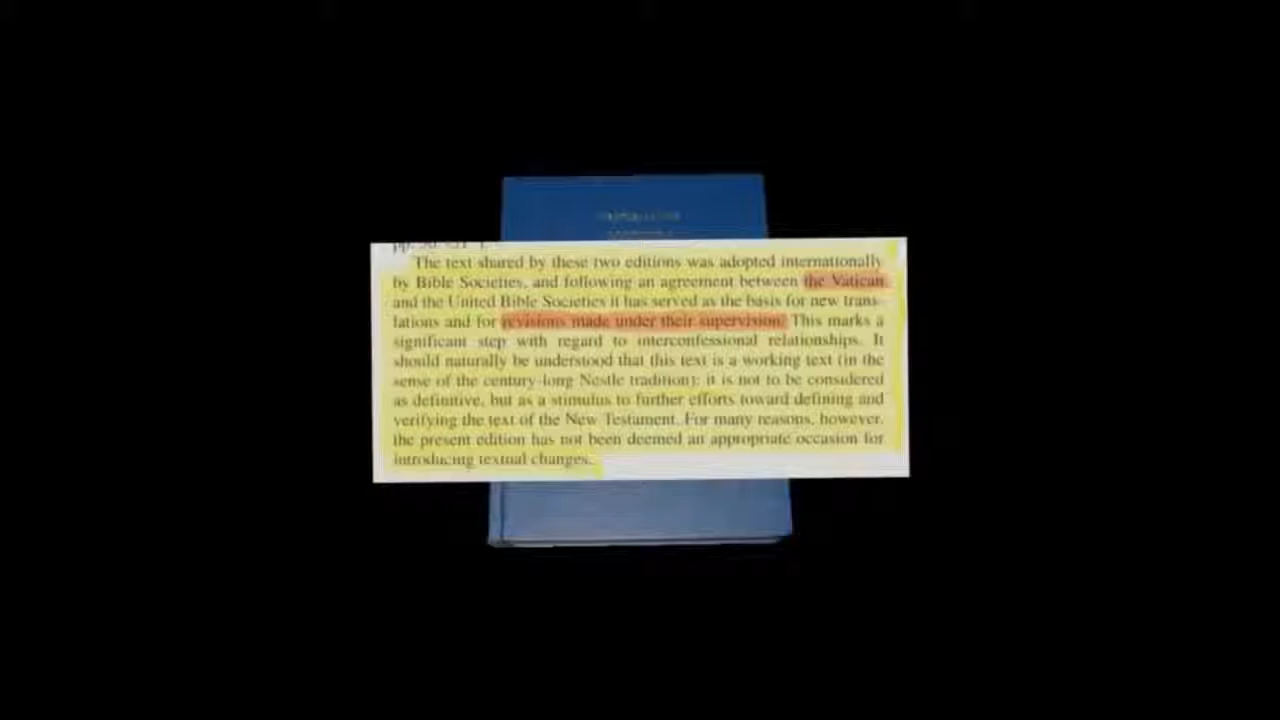 The text shared by these two editions was adopted internationally
by Bible Societies, and following an agreement between the Vatican
and the United Bible Societies it has served as the basis for new trans-
lations and for revisions made under their supervision. This marks a
significant step with regard to interconfessional relationships. It
should naturally be understood that this text is a working text (in the
sense of the century-long Nestle tradition): it is not to be considered
as definitive, but as a stimulus to further efforts toward defining and
verifying the text of the New Testament. For many reasons, however,
the present edition has not been deemed an appropriate occasion for
introducing textual changes.